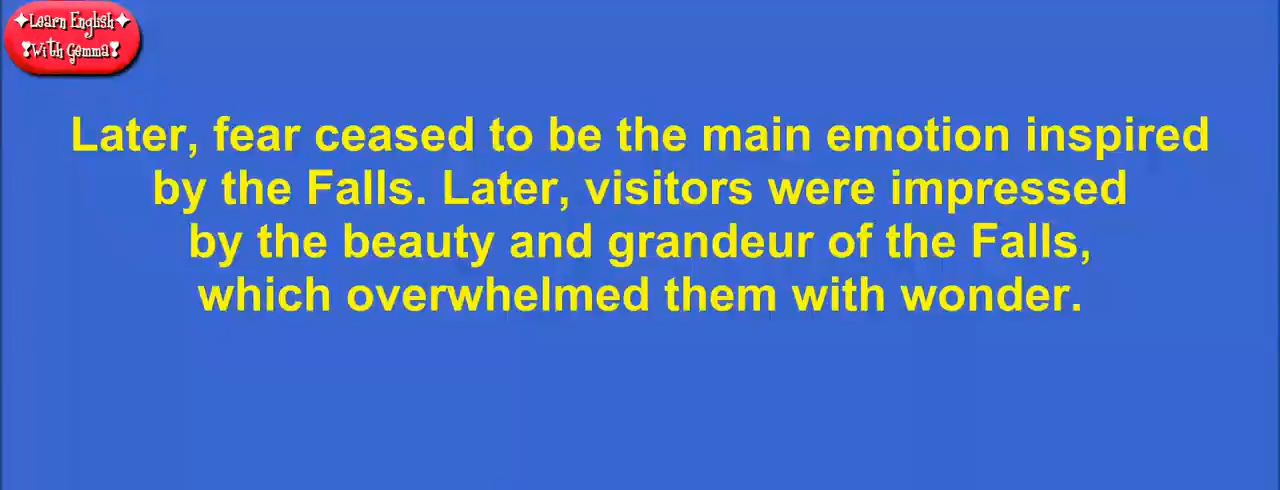 ✦Learn English✦
❣With Gemma❣
Later, fear ceased to be the main emotion inspired
by the Falls. Later, visitors were impressed
by the beauty and grandeur of the Falls,
which overwhelmed them with wonder.